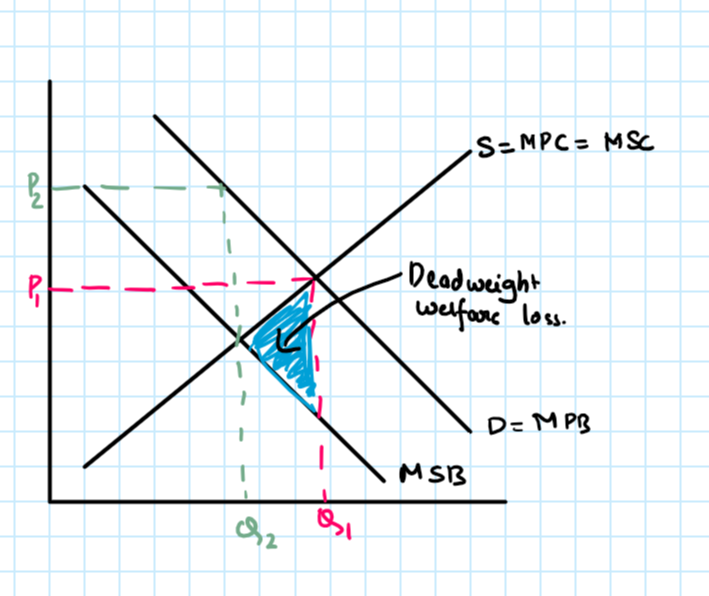 S=MPC= MSC
P2
P1
Deadweight
welfare loss.
D= MPB
MSB
Q2
Q1